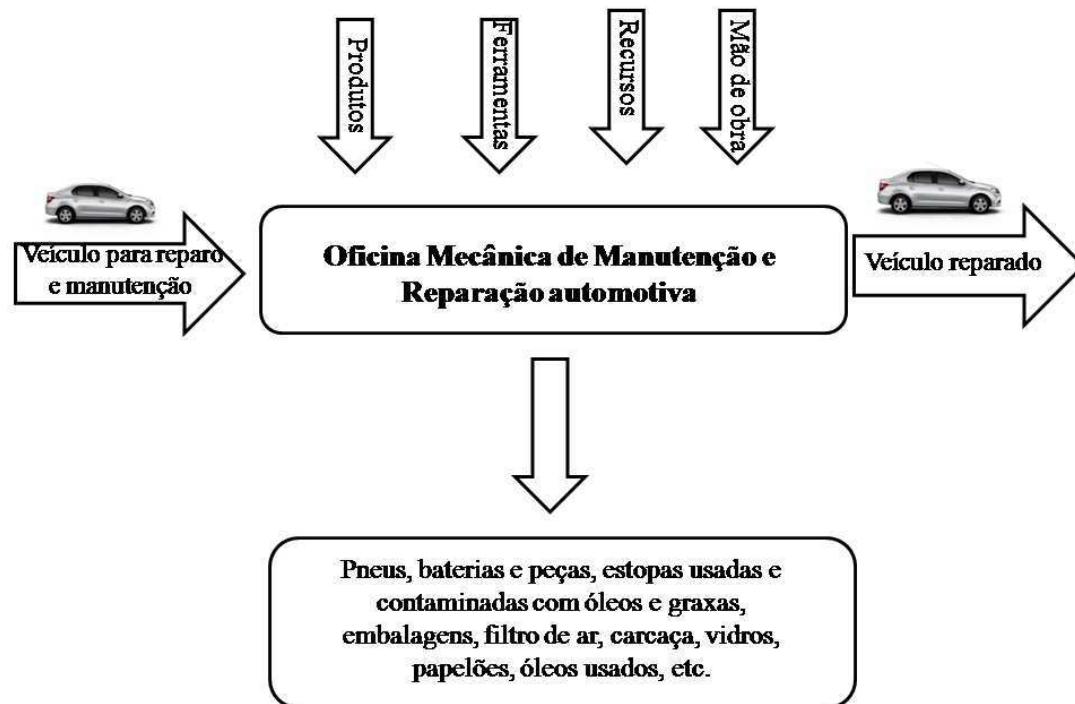 Produtos
Ferramentas
Recursos
Mão de obra
Veículo para reparo
e manutenção
Oficina Mecânica de Manutenção e
Reparação automotiva
Veículo reparado
Pneus, baterias e peças, estopas usadas e
contaminadas com óleos e graxas,
embalagens, filtro de ar, carcaça, vidros,
papelões, óleos usados, etc.